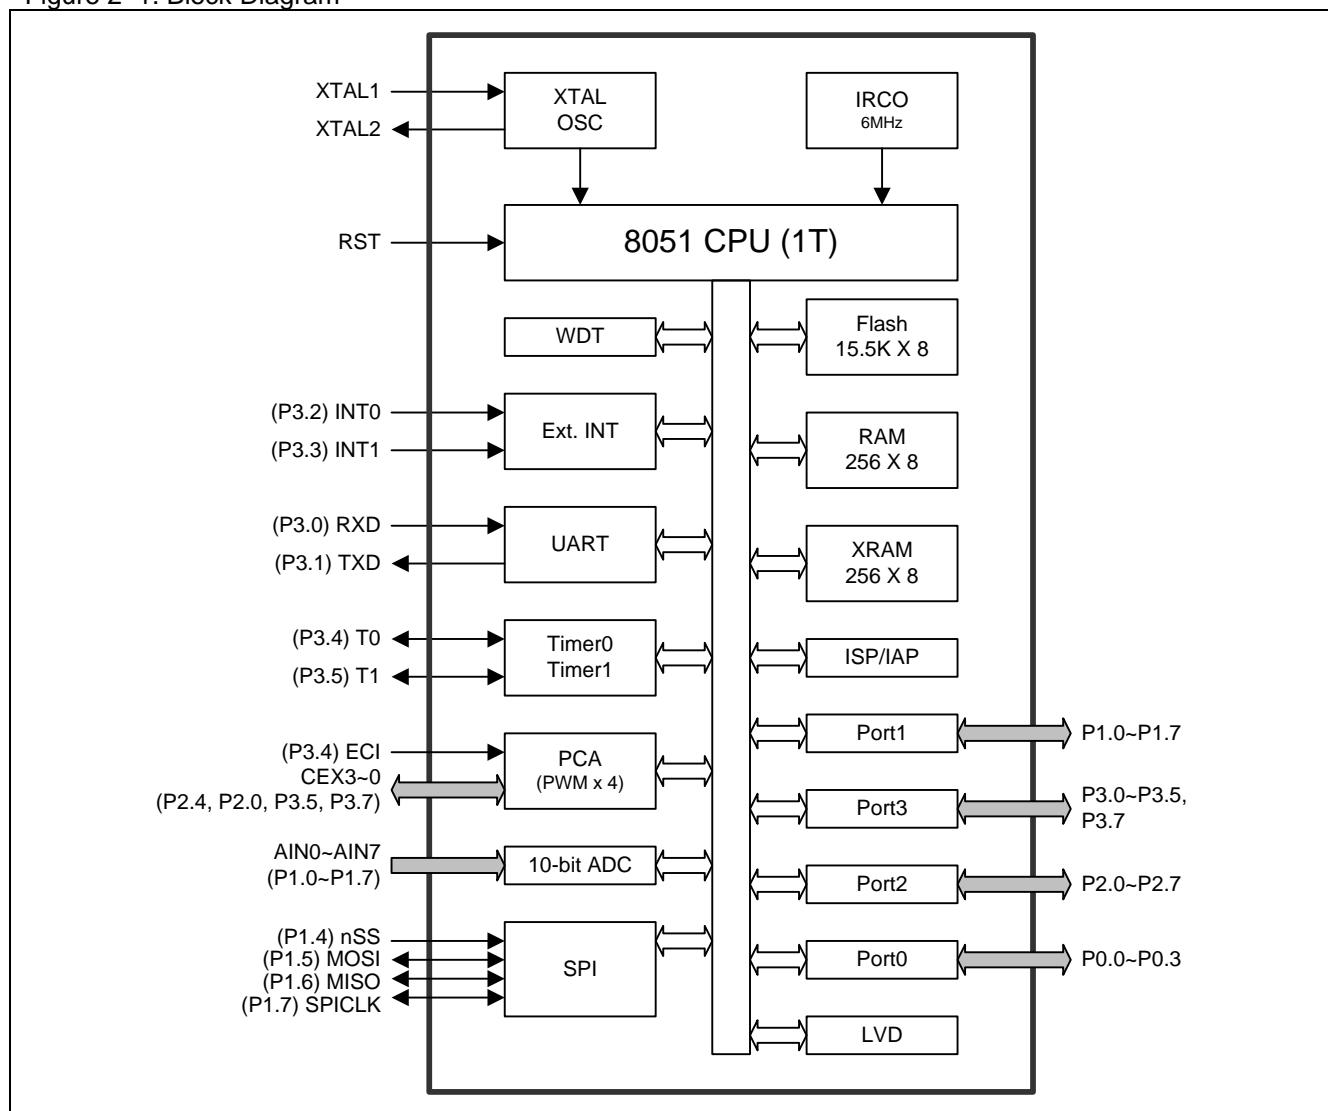 Figure 2-1. Block Diagram
XTAL1
XTAL2
XTAL
OSC
IRCO
6MHz
RST
8051 CPU (1T)
WDT
Flash
15.5K X 8
(P3.2) INT0
(P3.3) INT1
Ext. INT
RAM
256 X 8
(P3.0) RXD
(P3.1) TXD
UART
XRAM
256 X 8
(P3.4) T0
(P3.5) T1
Timer0
Timer1
ISP/IAP
Port1
P1.0~P1.7
(P3.4) ECI
CEX3~0
(P2.4, P2.0, P3.5, P3.7)
PCA
(PWM x 4)
Port3
P3.0~P3.5,
P3.7
AIN0~AIN7
(P1.0~P1.7)
10-bit ADC
Port2
P2.0~P2.7
(P1.4) nSS
(P1.5) MOSI
(P1.6) MISO
(P1.7) SPICLK
SPI
Port0
P0.0~P0.3
LVD